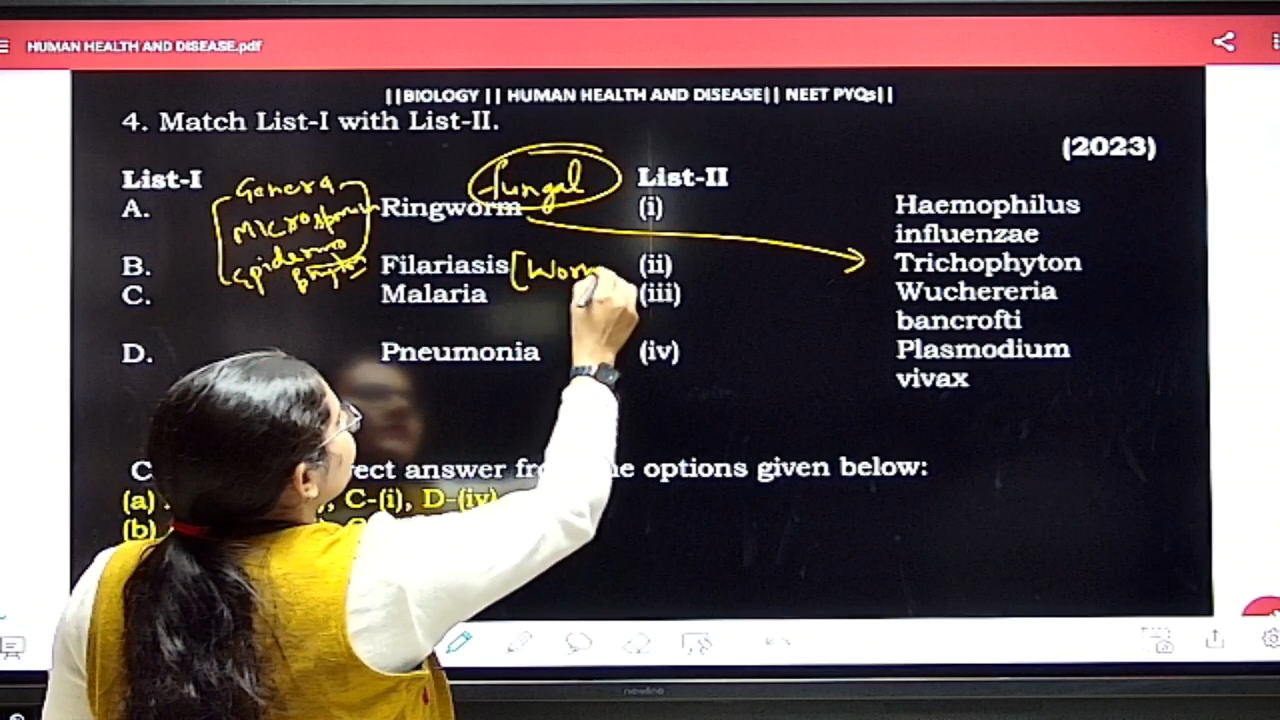 HUMAN HEALTH AND DISEASE.pdf
||BIOLOGY || HUMAN HEALTH AND DISEASE|| NEET PYQs||
4. Match List-I with List-II.
(2023)
List-I fungal List-II
Genera
A. Ringworm (i) Haemophilus
influenzae
B. Filariasis [Worm (ii) Trichophyton
C. Malaria (iii) Wuchereria
bancrofti
D. Pneumonia (iv) Plasmodium
vivax
answer options given below:
(a) C-(i), D-(iv)
(b)
newline